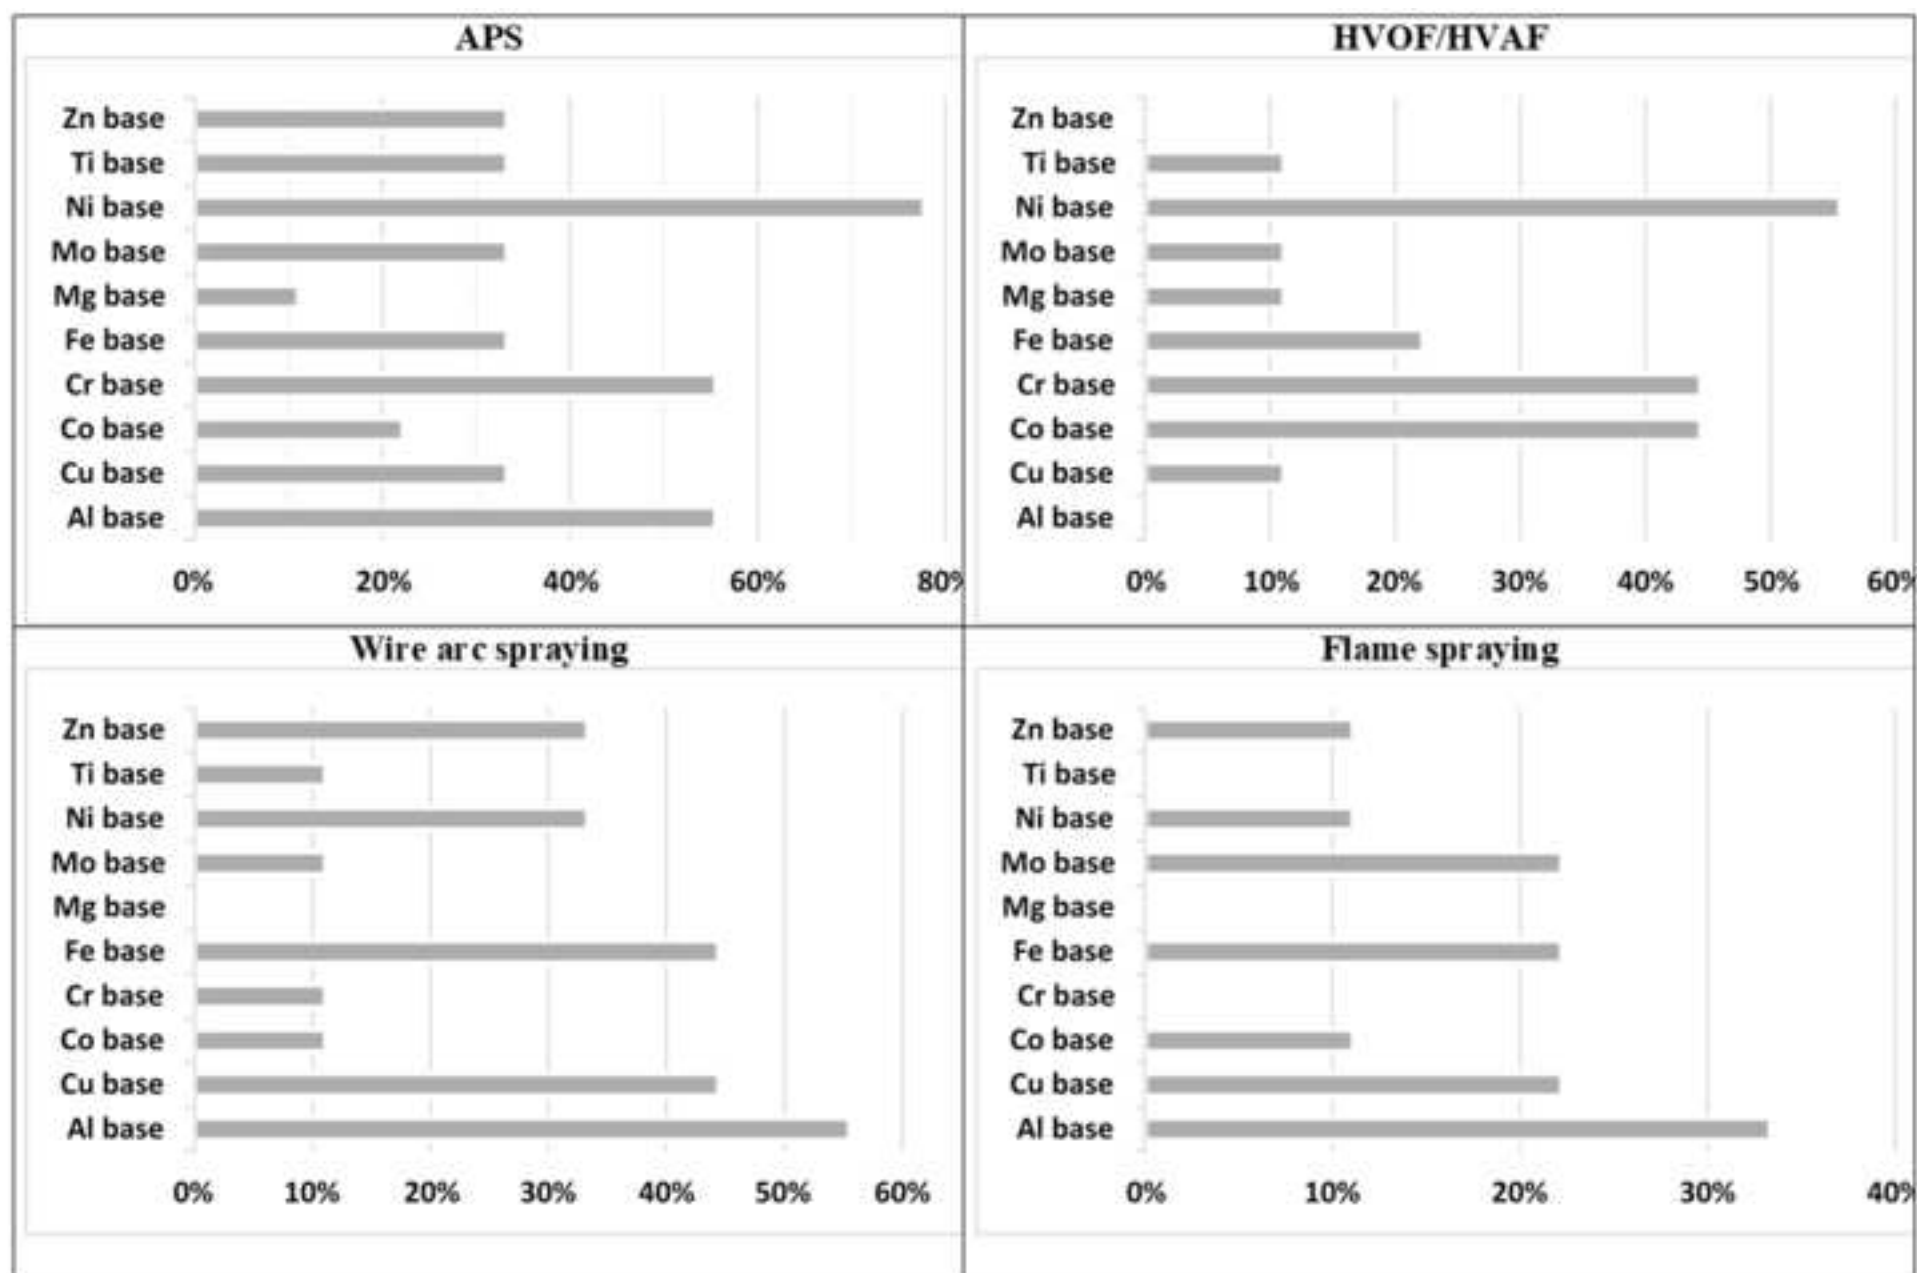 APS
Zn base
Ti base
Ni base
Mo base
Mg base
Fe base
Cr base
Co base
Cu base
Al base
0% 20% 40% 60% 80%
HVOF/HVAF
Zn base
Ti base
Ni base
Mo base
Mg base
Fe base
Cr base
Co base
Cu base
Al base
0% 10% 20% 30% 40% 50% 60%
Wire arc spraying
Zn base
Ti base
Ni base
Mo base
Mg base
Fe base
Cr base
Co base
Cu base
Al base
0% 10% 20% 30% 40% 50% 60%
Flame spraying
Zn base
Ti base
Ni base
Mo base
Mg base
Fe base
Cr base
Co base
Cu base
Al base
0% 10% 20% 30% 40%